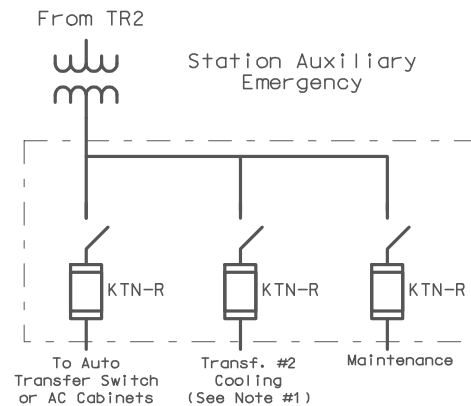 From TR2
Station Auxiliary
Emergency
KTN-R
KTN-R
KTN-R
To Auto
Transfer Switch
or AC Cabinets
Transf. #2
Cooling
(See Note #1)
Maintenance